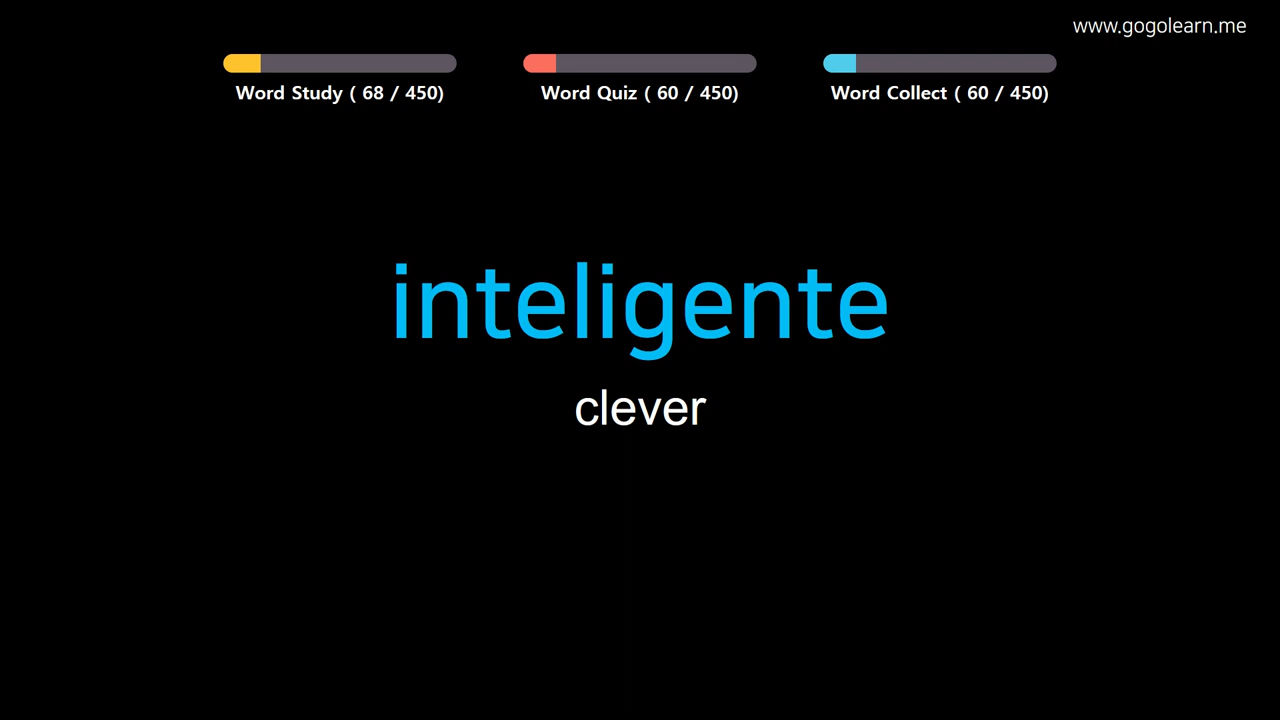 www.gogolearn.me
Word Study ( 68 / 450)
Word Quiz ( 60 / 450)
Word Collect ( 60 / 450)
inteligente
clever